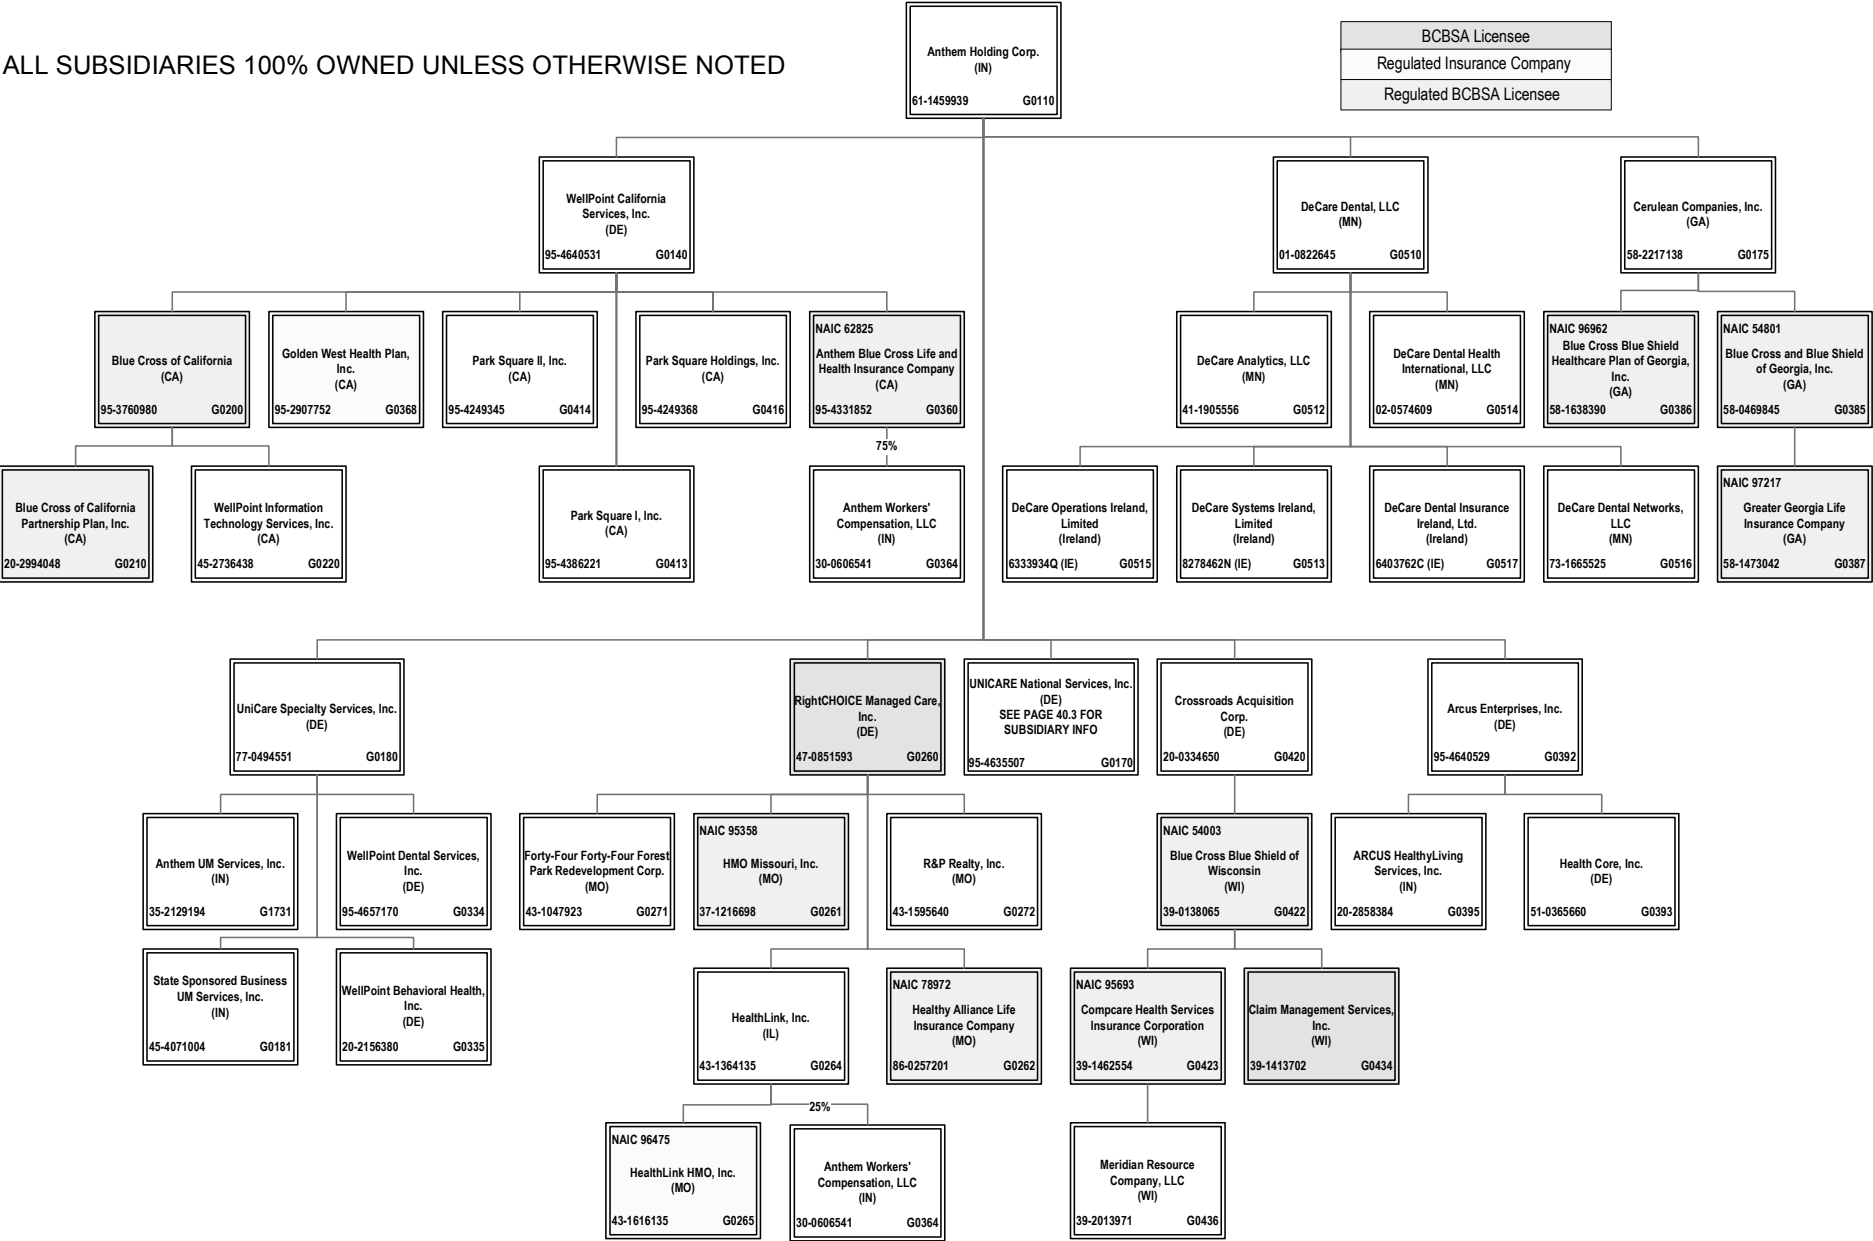 ALL SUBSIDIARIES 100% OWNED UNLESS OTHERWISE NOTED
Anthem Holding Corp.
(IN)
61-1459939 G0110
BCBSA Licensee
Regulated Insurance Company
Regulated BCBSA Licensee
WellPoint California
Services, Inc.
(DE)
95-4640531 G0140
DeCare Dental, LLC
(MN)
01-0822645 G0510
Cerulean Companies, Inc.
(GA)
58-2217138 G0175
Blue Cross of California
(CA)
95-3760980 G0200
Golden West Health Plan,
Inc.
(CA)
95-2907752 G0368
Park Square II, Inc.
(CA)
95-4249345 G0414
Park Square Holdings, Inc.
(CA)
95-4249368 G0416
NAIC 62825
Anthem Blue Cross Life and
Health Insurance Company
(CA)
95-4331852 G0360
DeCare Analytics, LLC
(MN)
41-1905556 G0512
DeCare Dental Health
International, LLC
(MN)
02-0574609 G0514
NAIC 96962
Blue Cross Blue Shield
Healthcare Plan of Georgia,
Inc.
(GA)
58-1638390 G0386
NAIC 54801
Blue Cross and Blue Shield
of Georgia, Inc.
(GA)
58-0469845 G0385
75%
Blue Cross of California
Partnership Plan, Inc.
(CA)
20-2994048 G0210
WellPoint Information
Technology Services, Inc.
(CA)
45-2736438 G0220
Park Square I, Inc.
(CA)
95-4386221 G0413
Anthem Workers'
Compensation, LLC
(IN)
30-0606541 G0364
DeCare Operations Ireland,
Limited
(Ireland)
6333934Q (IE) G0515
DeCare Systems Ireland,
Limited
(Ireland)
8278462N (IE) G0513
DeCare Dental Insurance
Ireland, Ltd.
(Ireland)
6403762C (IE) G0517
DeCare Dental Networks,
LLC
(MN)
73-1665525 G0516
NAIC 97217
Greater Georgia Life
Insurance Company
(GA)
58-1473042 G0387
UniCare Specialty Services, Inc.
(DE)
77-0494551 G0180
RightCHOICE Managed Care,
Inc.
(DE)
47-0851593 G0260
UNICARE National Services, Inc.
(DE)
SEE PAGE 40.3 FOR
SUBSIDIARY INFO
95-4635507 G0170
Crossroads Acquisition
Corp.
(DE)
20-0334650 G0420
Arcus Enterprises, Inc.
(DE)
95-4640529 G0392
Anthem UM Services, Inc.
(IN)
35-2129194 G1731
WellPoint Dental Services,
Inc.
(DE)
95-4657170 G0334
Forty-Four Forty-Four Forest
Park Redevelopment Corp.
(MO)
43-1047923 G0271
NAIC 95358
HMO Missouri, Inc.
(MO)
37-1216698 G0261
R&P Realty, Inc.
(MO)
43-1595640 G0272
NAIC 54003
Blue Cross Blue Shield of
Wisconsin
(WI)
39-0138065 G0422
ARCUS HealthyLiving
Services, Inc.
(IN)
20-2858384 G0395
Health Core, Inc.
(DE)
51-0365660 G0393
State Sponsored Business
UM Services, Inc.
(IN)
45-4071004 G0181
WellPoint Behavioral Health,
Inc.
(DE)
20-2156380 G0335
HealthLink, Inc.
(IL)
43-1364135 G0264
NAIC 78972
Healthy Alliance Life
Insurance Company
(MO)
86-0257201 G0262
NAIC 95693
Compcare Health Services
Insurance Corporation
(WI)
39-1462554 G0423
Claim Management Services,
Inc.
(WI)
39-1413702 G0434
25%
NAIC 96475
HealthLink HMO, Inc.
(MO)
43-1616135 G0265
Anthem Workers'
Compensation, LLC
(IN)
30-0606541 G0364
Meridian Resource
Company, LLC
(WI)
39-2013971 G0436